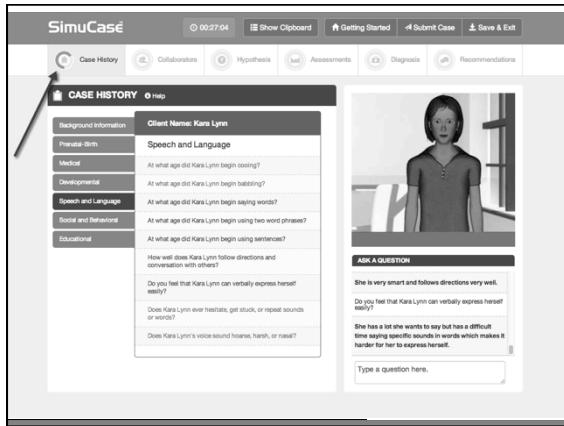 SimuCase
00:27:04
Show Clipboard
Getting Started
Submit Case
Save & Exit
Case History
Collaborators
Hypothesis
Assessments
Diagnosis
Recommendations
CASE HISTORY
Help
Background Information
Prenatal-Birth
Medical
Developmental
Speech and Language
Social and Behavioral
Educational
Client Name: Kara Lynn
Speech and Language
At what age did Kara Lynn begin cooing?
At what age did Kara Lynn begin babbling?
At what age did Kara Lynn begin saying words?
At what age did Kara Lynn begin using two word phrases?
At what age did Kara Lynn begin using sentences?
How well does Kara Lynn follow directions and
conversation with others?
Do you feel that Kara Lynn can verbally express herself
easily?
Does Kara Lynn ever hesitate, get stuck, or repeat sounds
or words?
Does Kara Lynn's voice sound hoarse, harsh, or nasal?
ASK A QUESTION
She is very smart and follows directions very well.
Do you feel that Kara Lynn can verbally express herself
easily?
She has a lot she wants to say but has a difficult
time saying specific sounds in words which makes it
harder for her to express herself.
Type a question here.